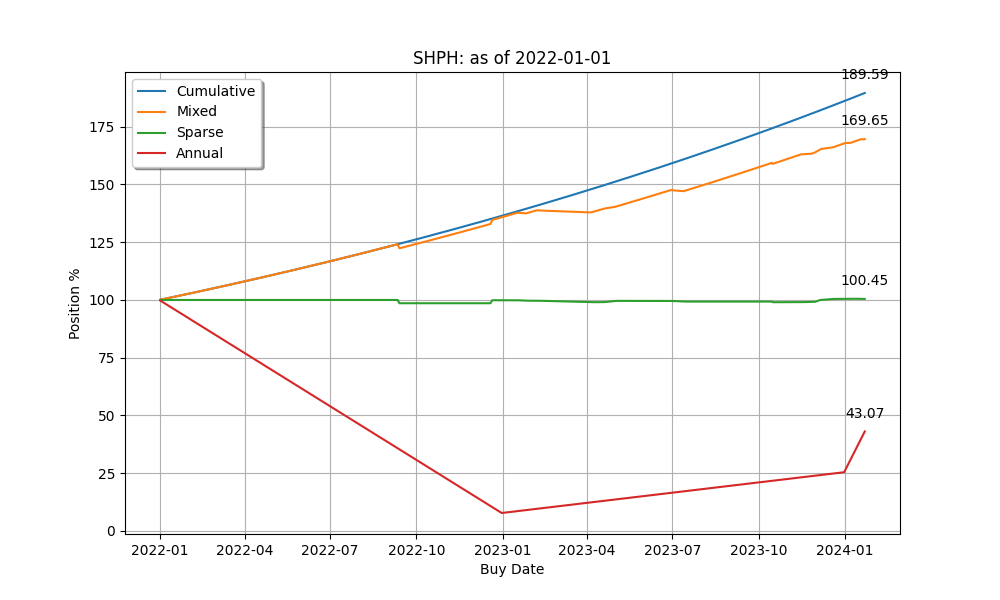 SHPH: as of 2022-01-01
189.59
Cumulative
Mixed
Sparse
Annual
169.65
100.45
43.07
175
150
125
100
75
50
25
0
Position %
2022-01 2022-04 2022-07 2022-10 2023-01 2023-04 2023-07 2023-10 2024-01
Buy Date